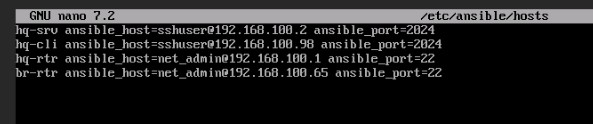 GNU nano 7.2 /etc/ansible/hosts
hq-srv ansible_host=sshuser@192.168.100.2 ansible_port=2024
hq-cli ansible_host=sshuser@192.168.100.98 ansible_port=2024
hq-rtr ansible_host=net_admin@192.168.100.1 ansible_port=22
br-rtr ansible_host=net_admin@192.168.100.65 ansible_port=22